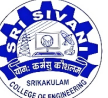 SRI SIVANI
योगः कर्मसु कौशलम्
SRIKAKULAM
COLLEGE OF ENGINEERING